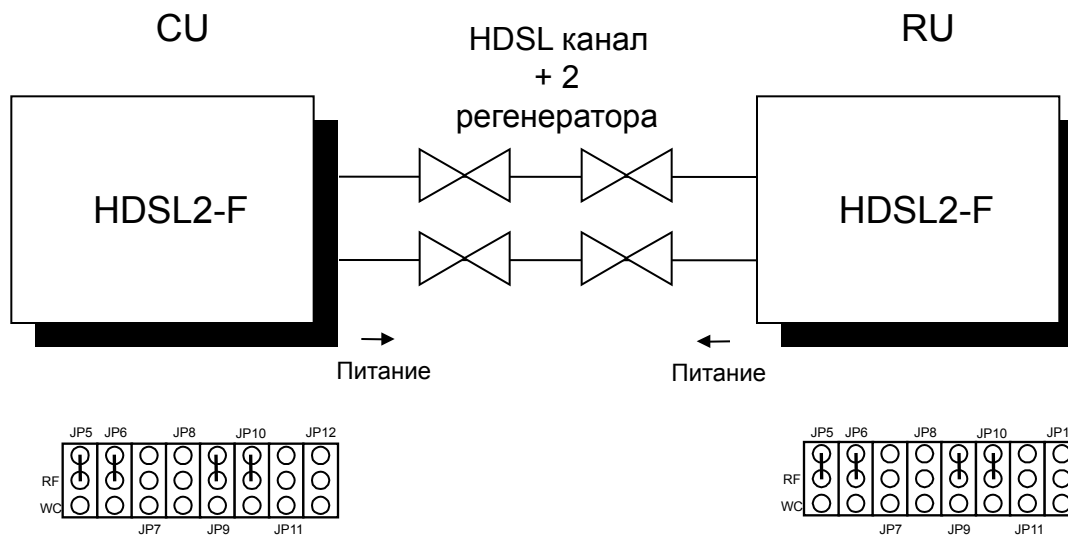 CU
HDSL канал
+ 2
регенератора
RU
HDSL2-F
HDSL2-F
Питание
Питание
JP5 JP6 JP8 JP10 JP12
RF
WC
JP7 JP9 JP11
JP5 JP6 JP8 JP10 JP1
RF
WC
JP7 JP9 JP11